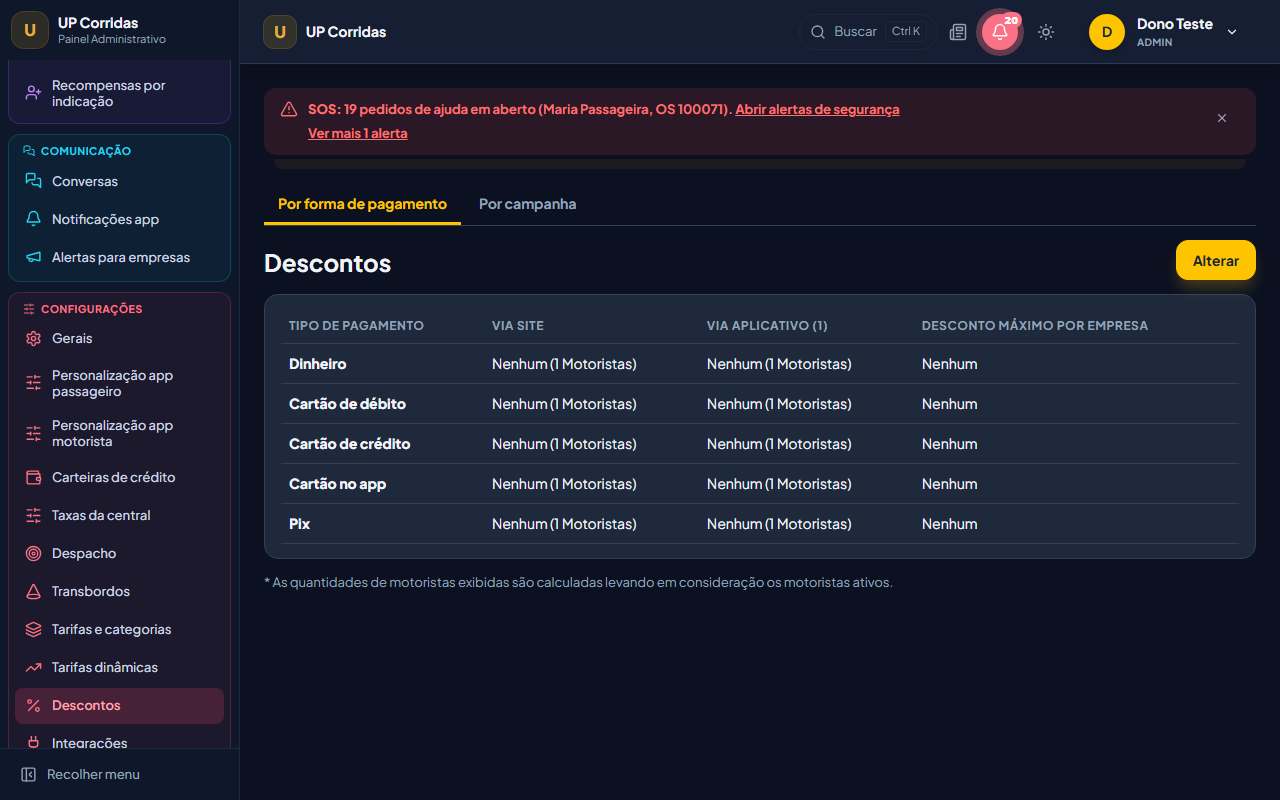 U
UP Corridas
Painel Administrativo
Recompensas por
indicação
COMUNICAÇÃO
Conversas
Notificações app
Alertas para empresas
CONFIGURAÇÕES
Gerais
Personalização app
passageiro
Personalização app
motorista
Carteiras de crédito
Taxas da central
Despacho
Transbordos
Tarifas e categorias
Tarifas dinâmicas
Descontos
Integrações
Recolher menu
U
UP Corridas
Buscar Ctrl K
20
D
Dono Teste
ADMIN
SOS: 19 pedidos de ajuda em aberto (Maria Passageira, OS 100071). Abrir alertas de segurança
Ver mais 1 alerta
Por forma de pagamento Por campanha
Descontos
Alterar
TIPO DE PAGAMENTO VIA SITE VIA APLICATIVO (1) DESCONTO MÁXIMO POR EMPRESA
Dinheiro Nenhum (1 Motoristas) Nenhum (1 Motoristas) Nenhum
Cartão de débito Nenhum (1 Motoristas) Nenhum (1 Motoristas) Nenhum
Cartão de crédito Nenhum (1 Motoristas) Nenhum (1 Motoristas) Nenhum
Cartão no app Nenhum (1 Motoristas) Nenhum (1 Motoristas) Nenhum
Pix Nenhum (1 Motoristas) Nenhum (1 Motoristas) Nenhum
* As quantidades de motoristas exibidas são calculadas levando em consideração os motoristas ativos.